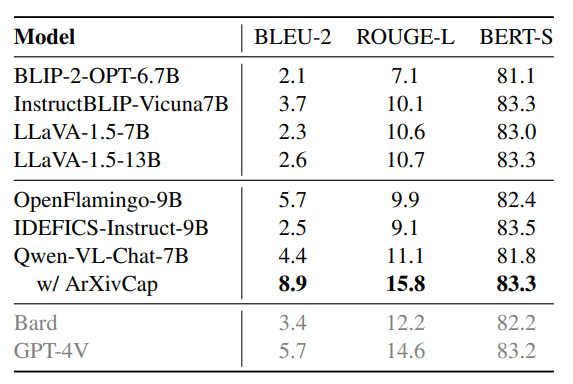 Model BLEU-2 ROUGE-L BERT-S
BLIP-2-OPT-6.7B 2.1 7.1 81.1
InstructBLIP-Vicuna7B 3.7 10.1 83.3
LLaVA-1.5-7B 2.3 10.6 83.0
LLaVA-1.5-13B 2.6 10.7 83.3
OpenFlamingo-9B 5.7 9.9 82.4
IDEFICS-Instruct-9B 2.5 9.1 83.5
Qwen-VL-Chat-7B 4.4 11.1 81.8
w/ ArXivCap 8.9 15.8 83.3
Bard 3.4 12.2 82.2
GPT-4V 5.7 14.6 83.2